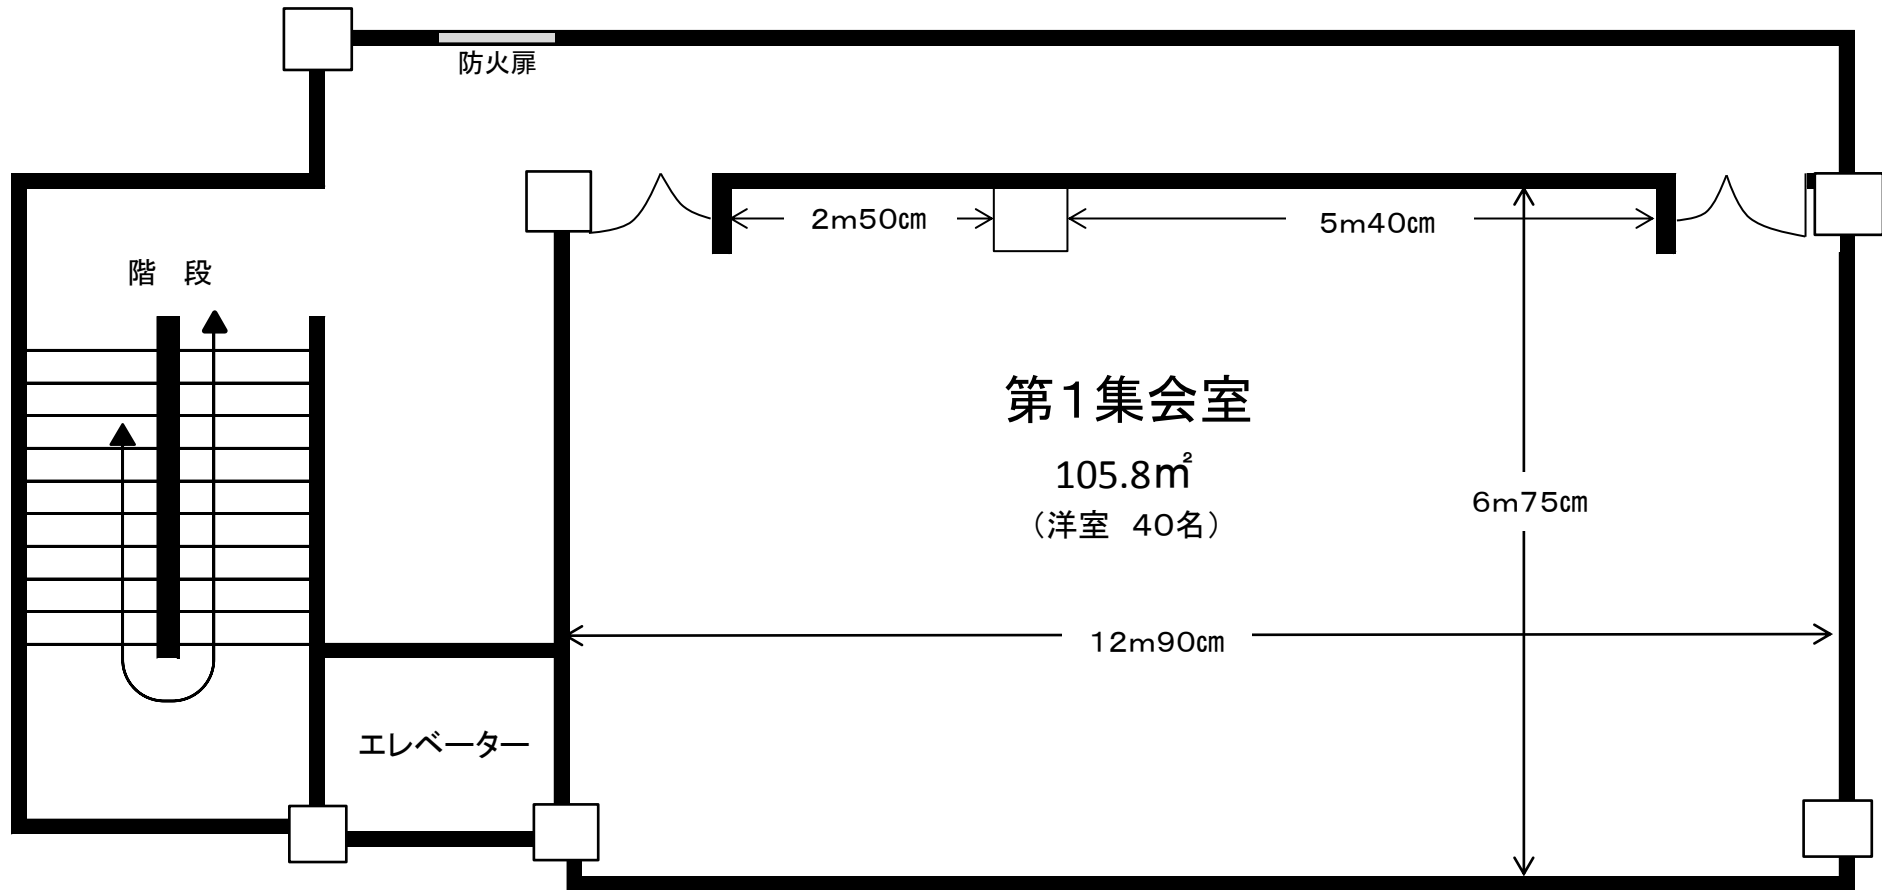 防火扉
2m50㎝
5m40㎝
階　段
第1集会室
105.8㎡
（洋室　40名）
6m75㎝
12m90㎝
エレベーター